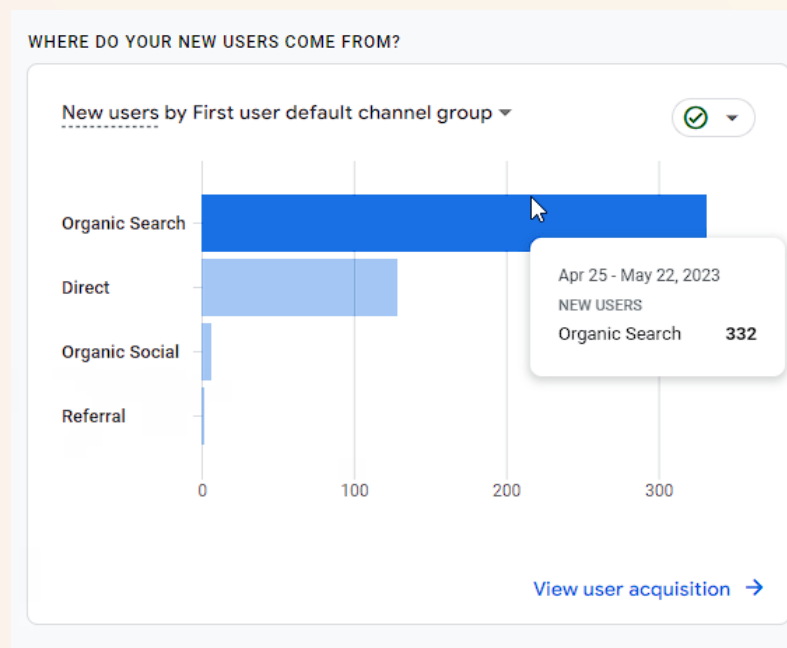 WHERE DO YOUR NEW USERS COME FROM?
New users by First user default channel group
Organic Search
Direct
Organic Social
Referral
Apr 25 - May 22, 2023
NEW USERS
Organic Search 332
0 100 200 300
View user acquisition